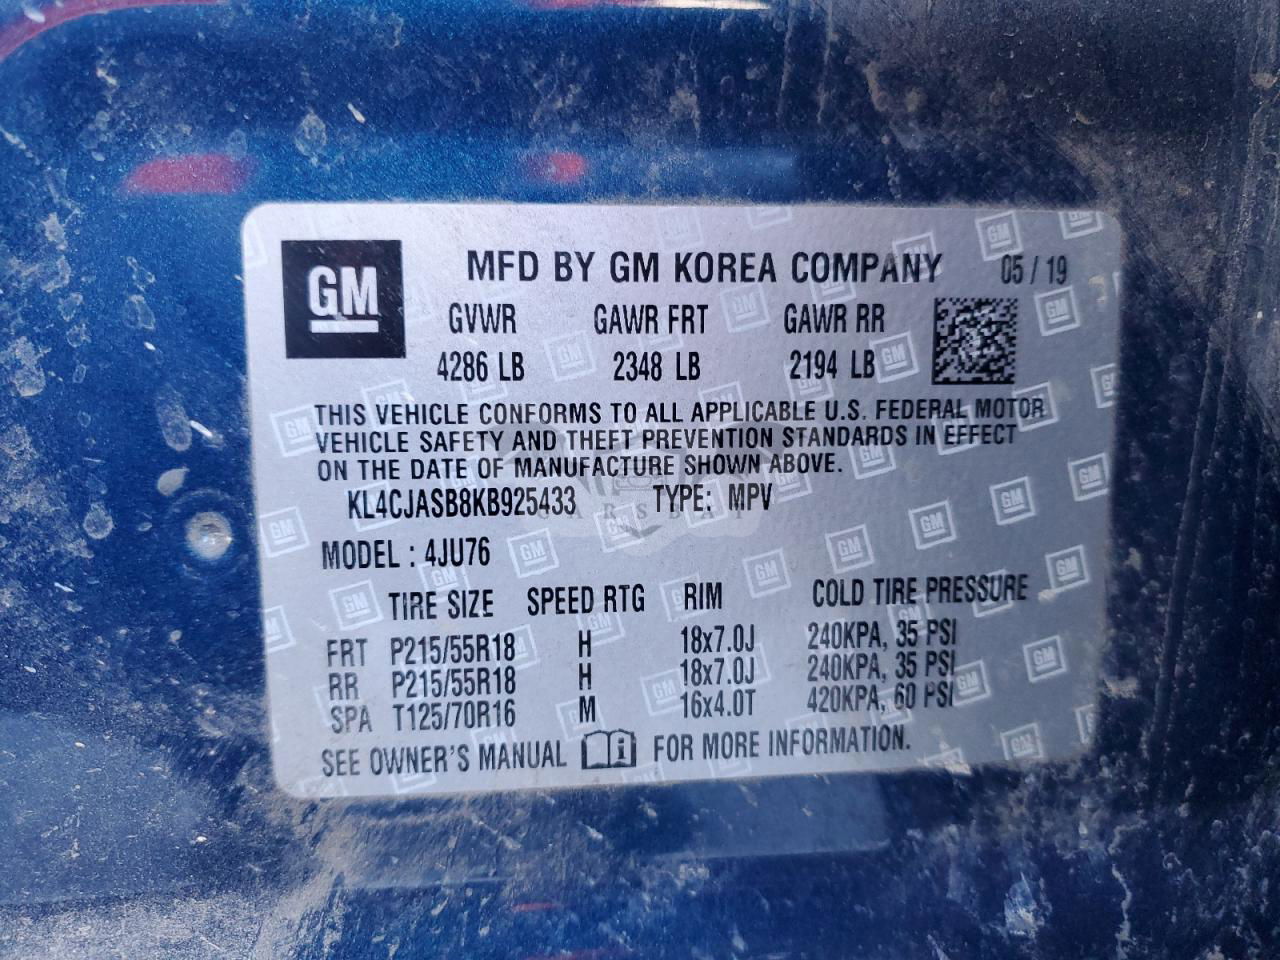 GM
MFD BY GM KOREA COMPANY 05/19
GVWR GAWR FRT GAWR RR
4286 LB 2348 LB 2194 LB
THIS VEHICLE CONFORMS TO ALL APPLICABLE U.S. FEDERAL MOTOR
VEHICLE SAFETY AND THEFT PREVENTION STANDARDS IN EFFECT
ON THE DATE OF MANUFACTURE SHOWN ABOVE.
KL4CJASB8KB925433 TYPE: MPV
MODEL : 4JU76
TIRE SIZE SPEED RTG RIM COLD TIRE PRESSURE
FRT P215/55R18 H 18x7.0J 240KPA, 35 PSI
RR P215/55R18 H 18x7.0J 240KPA, 35 PSI
SPA T125/70R16 M 16x4.0T 420KPA, 60 PSI
SEE OWNER'S MANUAL i FOR MORE INFORMATION.